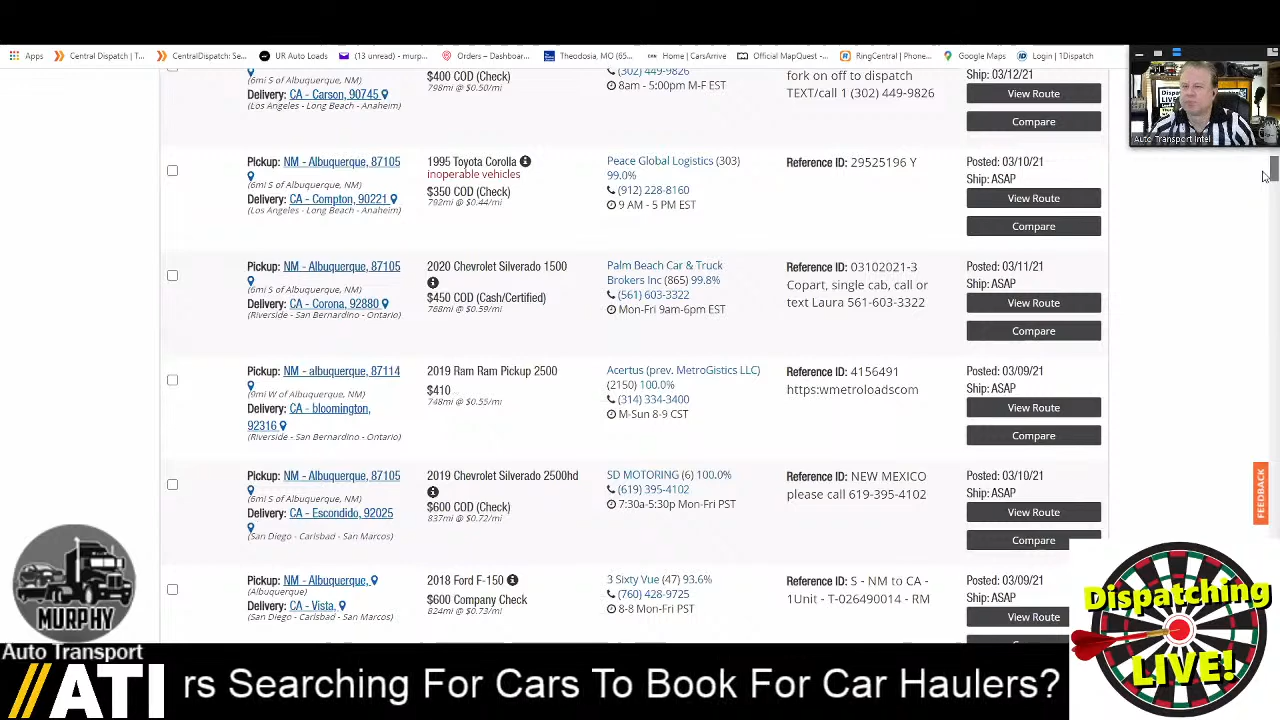 Apps
Central Dispatch | T...
CentralDispatch: Se...
UR Auto Loads
(13 unread) - murp...
Orders – Dashboar...
Theodosia, MO (65...
Home | CarsArrive
Official MapQuest -...
RingCentral | Phone...
Google Maps
Login | 1Dispatch
(6mi S of Albuquerque, NM)
Delivery: CA - Carson, 90745
(Los Angeles - Long Beach - Anaheim)
$400 COD (Check)
798mi @ $0.50/mi
(302) 449-9826
8am - 5:00pm M-F EST
fork on off to dispatch
TEXT/call 1 (302) 449-9826
Ship: 03/12/21
View Route
Compare
Auto Transport Intel
Pickup: NM - Albuquerque, 87105
(6mi S of Albuquerque, NM)
Delivery: CA - Compton, 90221
(Los Angeles - Long Beach - Anaheim)
1995 Toyota Corolla
inoperable vehicles
$350 COD (Check)
792mi @ $0.44/mi
Peace Global Logistics (303)
99.0%
(912) 228-8160
9 AM - 5 PM EST
Reference ID: 29525196 Y
Posted: 03/10/21
Ship: ASAP
View Route
Compare
Pickup: NM - Albuquerque, 87105
(6mi S of Albuquerque, NM)
Delivery: CA - Corona, 92880
(Riverside - San Bernardino - Ontario)
2020 Chevrolet Silverado 1500
$450 COD (Cash/Certified)
768mi @ $0.59/mi
Palm Beach Car & Truck
Brokers Inc (865) 99.8%
(561) 603-3322
Mon-Fri 9am-6pm EST
Reference ID: 03102021-3
Copart, single cab, call or
text Laura 561-603-3322
Posted: 03/11/21
Ship: ASAP
View Route
Compare
Pickup: NM - albuquerque, 87114
(9mi W of Albuquerque, NM)
Delivery: CA - bloomington,
92316
(Riverside - San Bernardino - Ontario)
2019 Ram Ram Pickup 2500
$410
748mi @ $0.55/mi
Acertus (prev. MetroGistics LLC)
(2150) 100.0%
(314) 334-3400
M-Sun 8-9 CST
Reference ID: 4156491
https:wmetroloadscom
Posted: 03/09/21
Ship: ASAP
View Route
Compare
Pickup: NM - Albuquerque, 87105
(6mi S of Albuquerque, NM)
Delivery: CA - Escondido, 92025
(San Diego - Carlsbad - San Marcos)
2019 Chevrolet Silverado 2500hd
$600 COD (Check)
837mi @ $0.72/mi
SD MOTORING (6) 100.0%
(619) 395-4102
7:30a-5:30p Mon-Fri PST
Reference ID: NEW MEXICO
please call 619-395-4102
Posted: 03/10/21
Ship: ASAP
View Route
Compare
FEEDBACK
Pickup: NM - Albuquerque,
(Albuquerque)
Delivery: CA - Vista,
(San Diego - Carlsbad - San Marcos)
2018 Ford F-150
$600 Company Check
824mi @ $0.73/mi
3 Sixty Vue (47) 93.6%
(760) 428-9725
8-8 Mon-Fri PST
Reference ID: S - NM to CA -
1Unit - T-026490014 - RM
Posted: 03/09/21
Ship: ASAP
View Route
MURPHY
Auto Transport
//ATI
rs Searching For Cars To Book For Car Haulers?
Dispatching
LIVE!